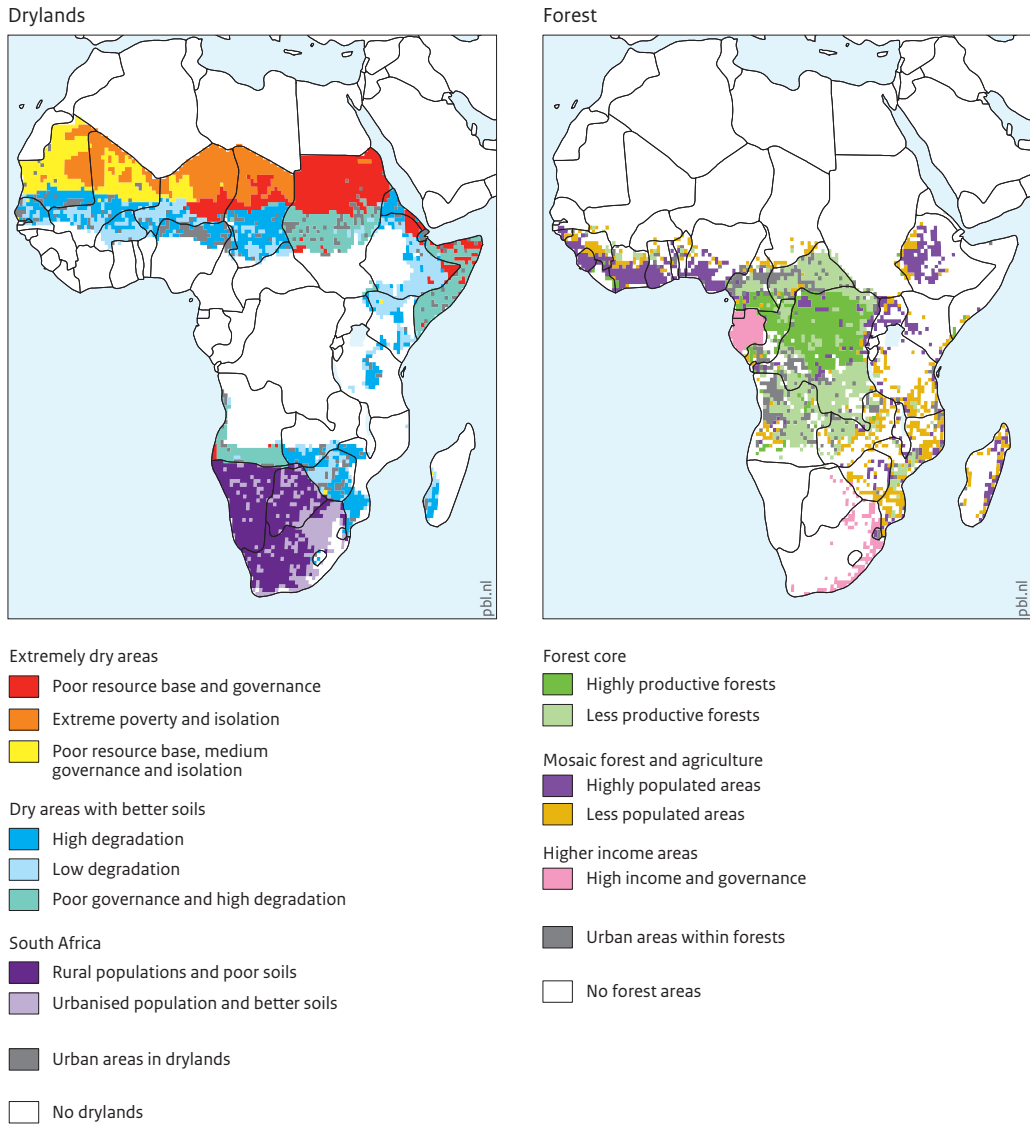 Drylands
pbl.nl
Extremely dry areas
Poor resource base and governance
Extreme poverty and isolation
Poor resource base, medium
governance and isolation
Dry areas with better soils
High degradation
Low degradation
Poor governance and high degradation
South Africa
Rural populations and poor soils
Urbanised population and better soils
Urban areas in drylands
No drylands
Forest
pbl.nl
Forest core
Highly productive forests
Less productive forests
Mosaic forest and agriculture
Highly populated areas
Less populated areas
Higher income areas
High income and governance
Urban areas within forests
No forest areas